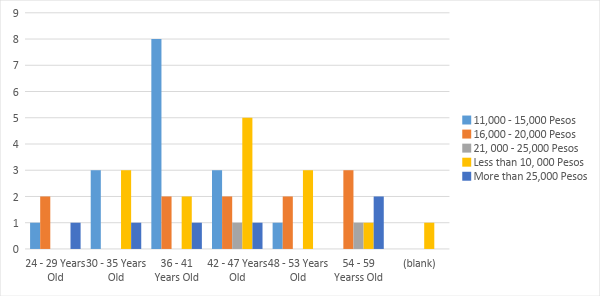 9
8
7
6
5
4
3
2
1
0
24 - 29 Years Old
30 - 35 Years Old
36 - 41 Years Old
42 - 47 Years Old
48 - 53 Years Old
54 - 59 Yearss Old
(blank)
11,000 - 15,000 Pesos
16,000 - 20,000 Pesos
21, 000 - 25,000 Pesos
Less than 10, 000 Pesos
More than 25,000 Pesos